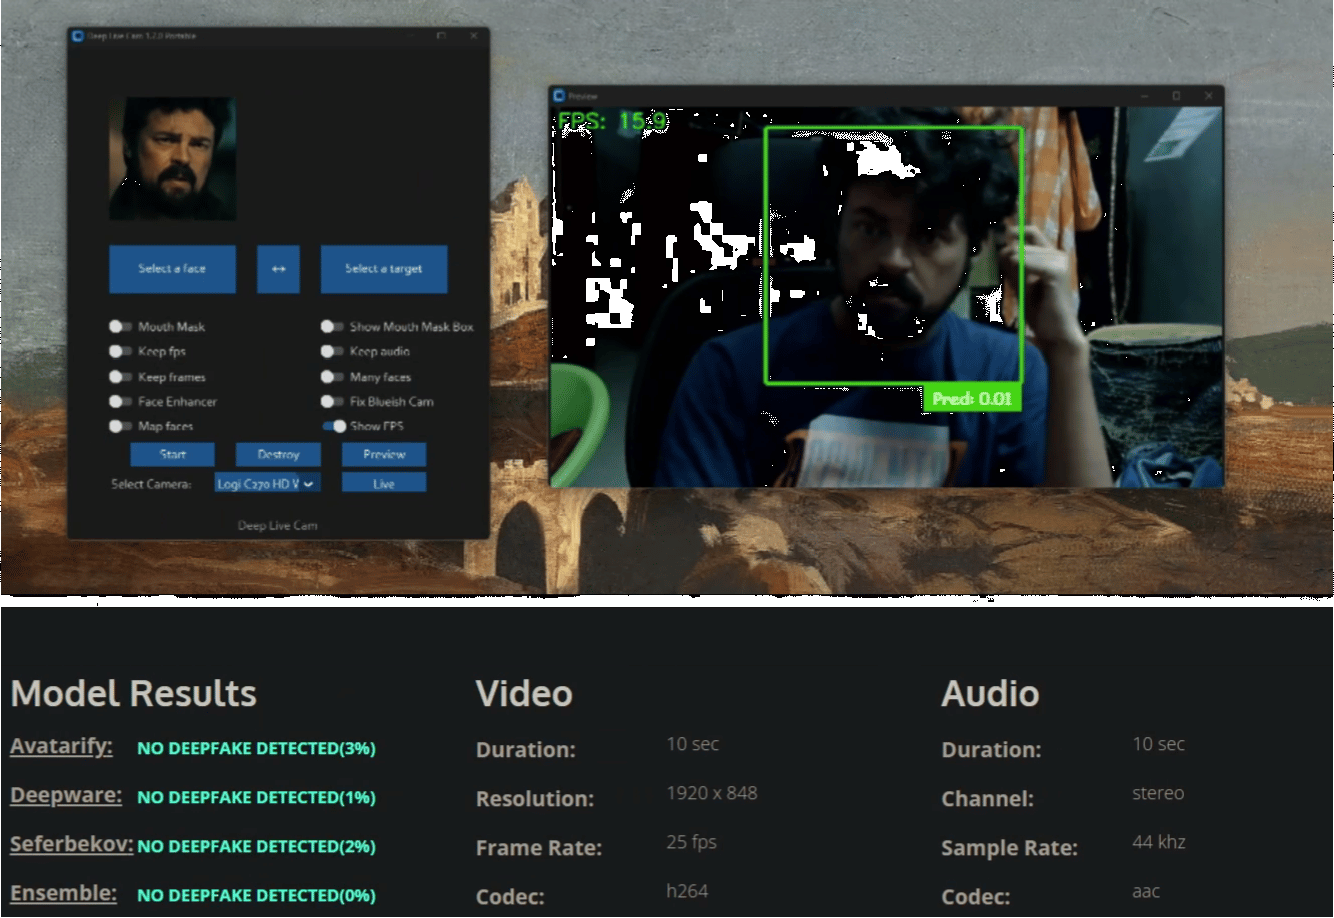 Deep Live Cam 1.2.0 Portable
Select a face
↔
Select a target
Mouth Mask
Show Mouth Mask Box
Keep fps
Keep audio
Keep frames
Many faces
Face Enhancer
Fix Blueish Cam
Map faces
Show FPS
Start
Destroy
Preview
Select Camera:
Logi C270 HD W
Live
Deep Live Cam
Preview
FPS: 15.9
Pred: 0.01
Model Results
Avatarify: NO DEEPFAKE DETECTED(3%)
Deepware: NO DEEPFAKE DETECTED(1%)
Seferbekov: NO DEEPFAKE DETECTED(2%)
Ensemble: NO DEEPFAKE DETECTED(0%)
Video
Duration: 10 sec
Resolution: 1920 x 848
Frame Rate: 25 fps
Codec: h264
Audio
Duration: 10 sec
Channel: stereo
Sample Rate: 44 khz
Codec: aac